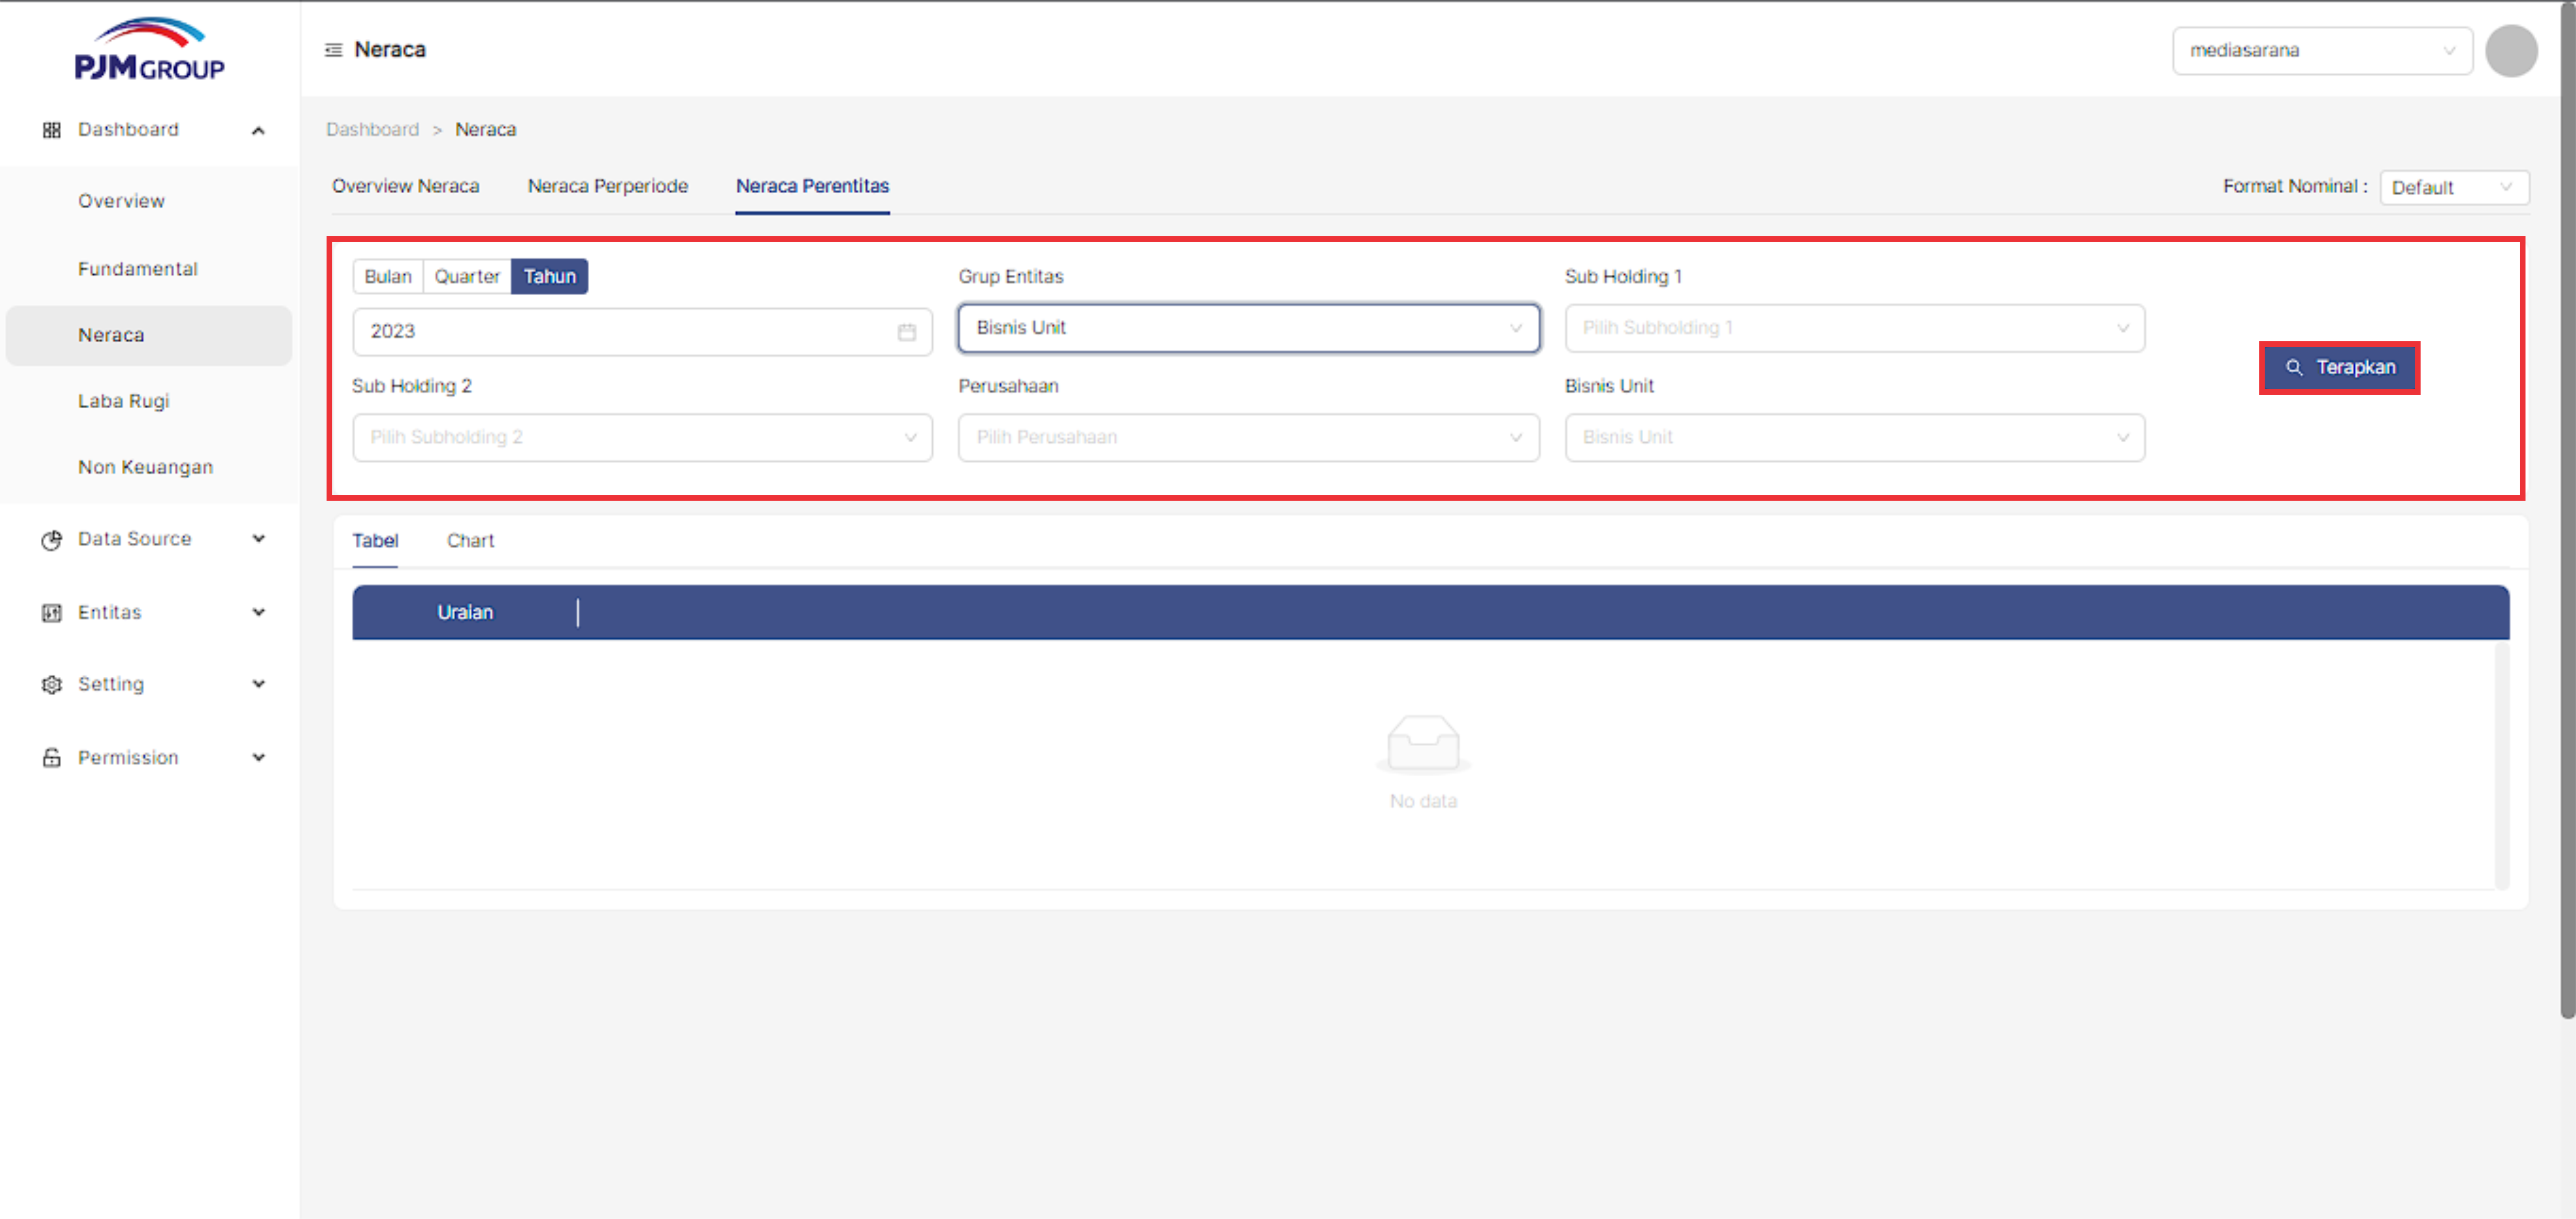 PJM GROUP
Neraca
mediasarana
Dashboard
Overview
Fundamental
Neraca
Laba Rugi
Non Keuangan
Data Source
Entitas
Setting
Permission
Dashboard > Neraca
Overview Neraca Neraca Perperiode Neraca Perentitas
Format Nominal : Default
Bulan Quarter Tahun
2023
Grup Entitas
Bisnis Unit
Sub Holding 1
Pilih Subholding 1
Sub Holding 2
Pilih Subholding 2
Perusahaan
Pilih Perusahaan
Bisnis Unit
Bisnis Unit
Terapkan
Tabel Chart
Uraian
No data